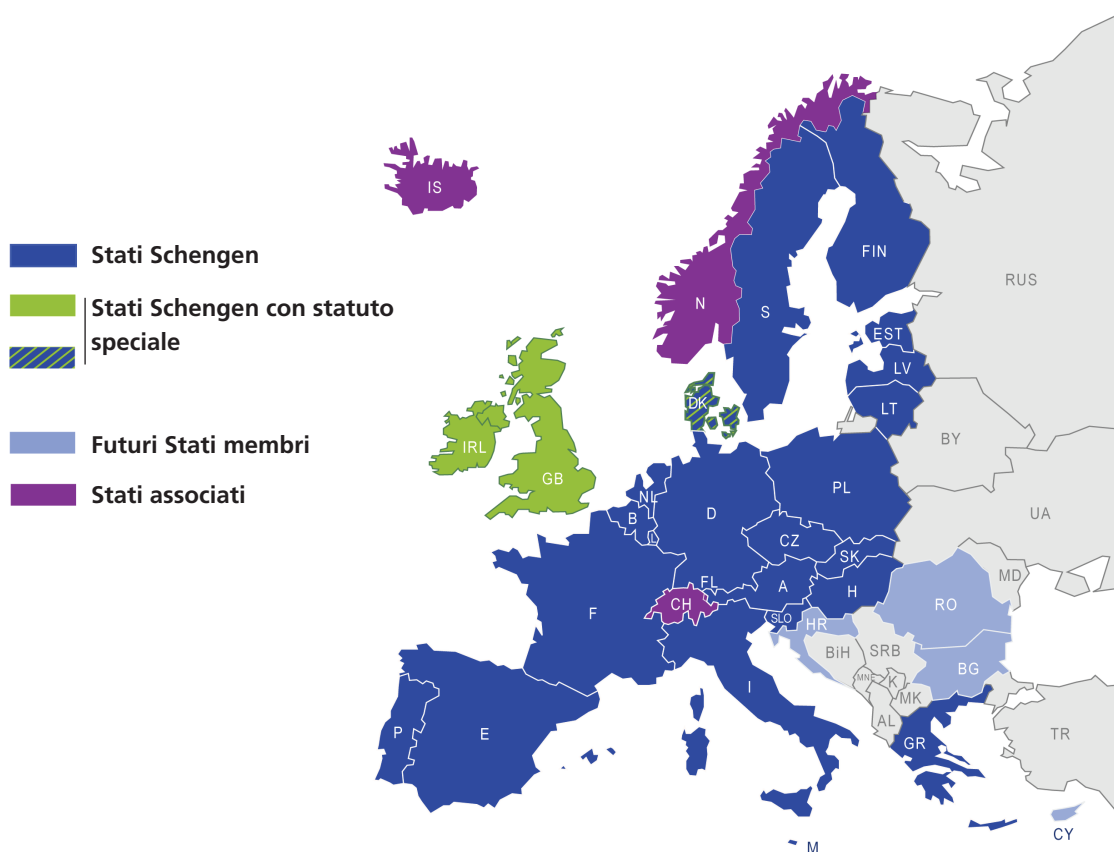 IS
Stati Schengen
Stati Schengen con statuto
speciale
Futuri Stati membri
Stati associati
FIN
RUS
N
S
EST
LV
DK
LT
BY
IRL
GB
NL
PL
B
D
L
UA
CZ
SK
FL
A
H
MD
CH
RO
F
SLO
HR
BiH
SRB
BG
MNE
K
I
MK
AL
P
E
GR
TR
CY
M